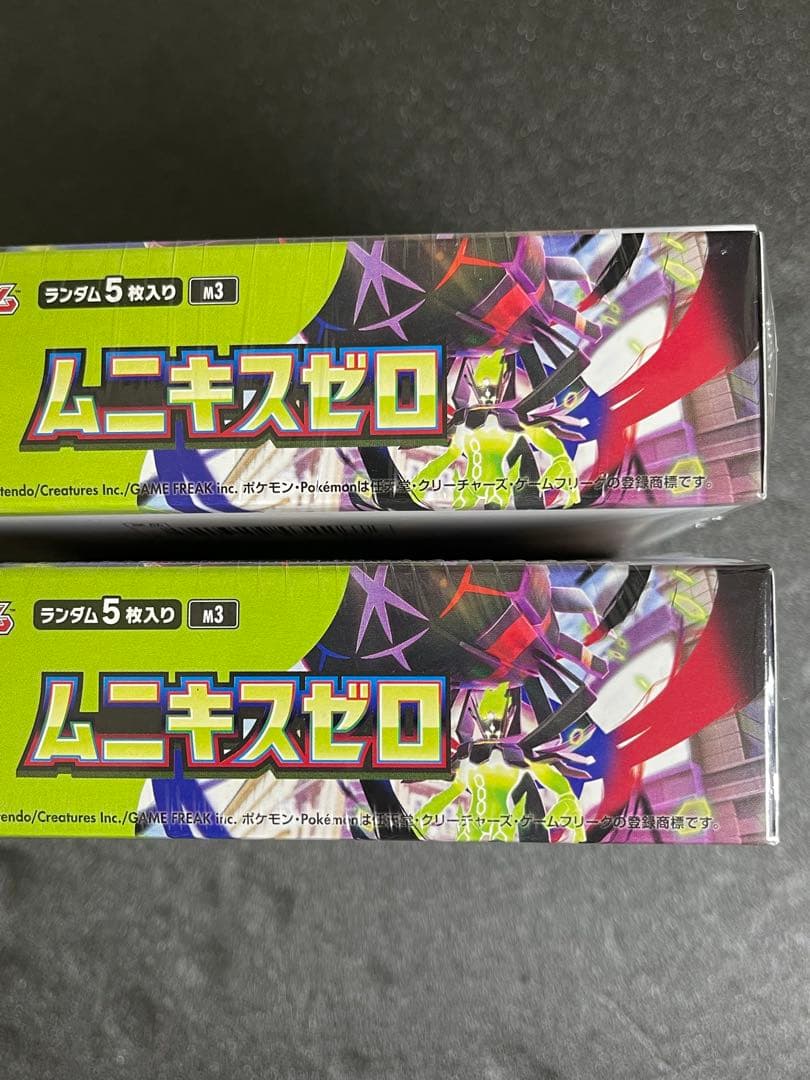 ランダム5枚入り M3
ムニキスゼロ
ntendo/Creatures Inc./GAME FREAK inc. ポケモン・Pokémonは任天堂・クリーチャーズ・ゲームフリークの登録商標です。
ランダム5枚入り M3
ムニキスゼロ
ntendo/Creatures Inc./GAME FREAK inc. ポケモン・Pokémonは任天堂・クリーチャーズ・ゲームフリークの登録商標です。